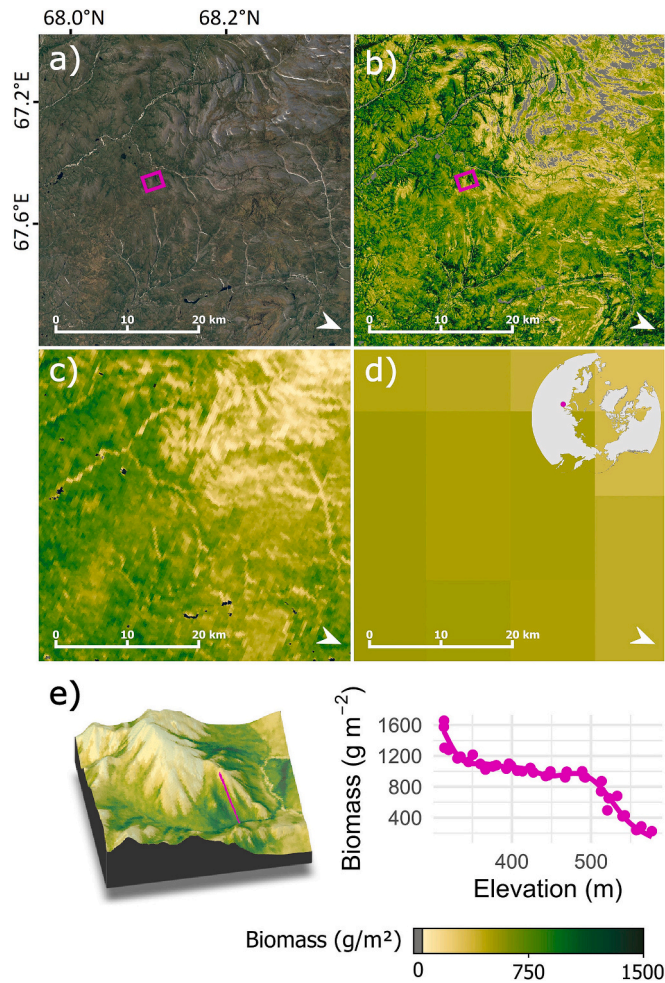 68.0°N 68.2°N
67.2°E
67.6°E
a)
0 10 20 km
b)
0 10 20 km
c)
0 10 20 km
d)
0 10 20 km
e)
Biomass (g m⁻²)
1600
1200
800
400
400 500
Elevation (m)
Biomass (g/m²)
0 750 1500